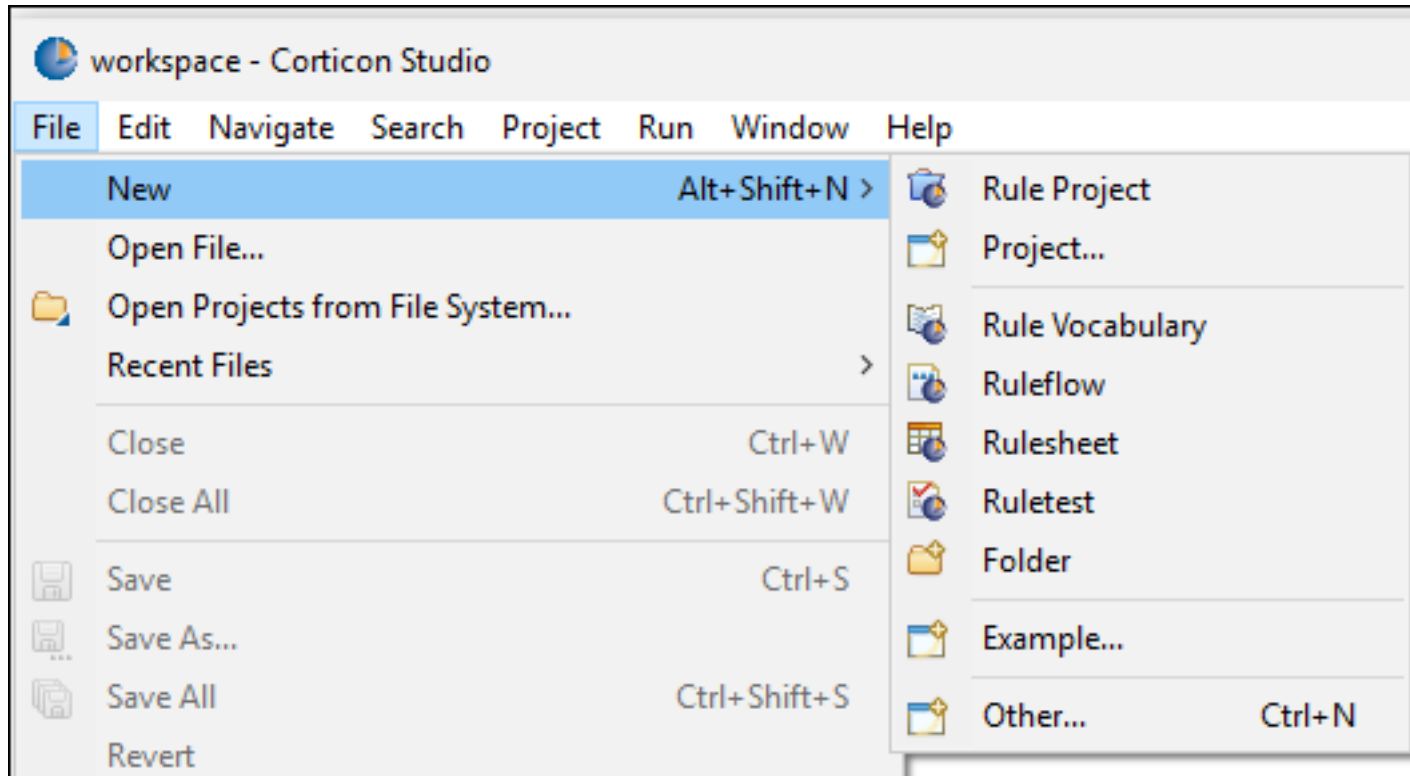 workspace - Corticon Studio
File Edit Navigate Search Project Run Window Help
New Alt+Shift+N >
Open File...
Open Projects from File System...
Recent Files >
Close Ctrl+W
Close All Ctrl+Shift+W
Save Ctrl+S
Save As...
Save All Ctrl+Shift+S
Revert
Rule Project
Project...
Rule Vocabulary
Ruleflow
Rulesheet
Ruletest
Folder
Example...
Other... Ctrl+N